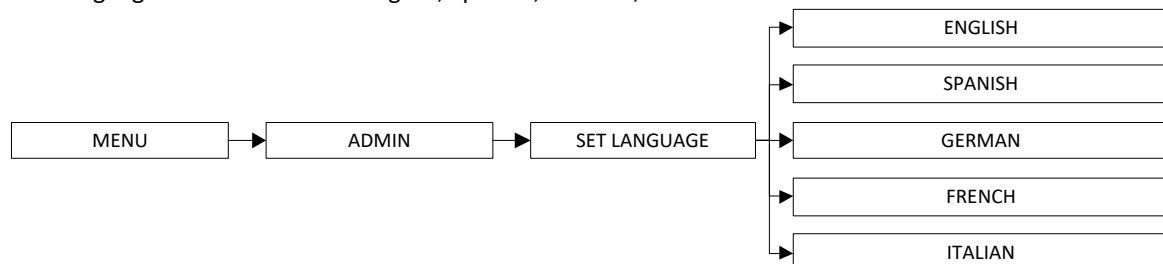 ENGLISH
SPANISH
MENU
ADMIN
SET LANGUAGE
GERMAN
FRENCH
ITALIAN